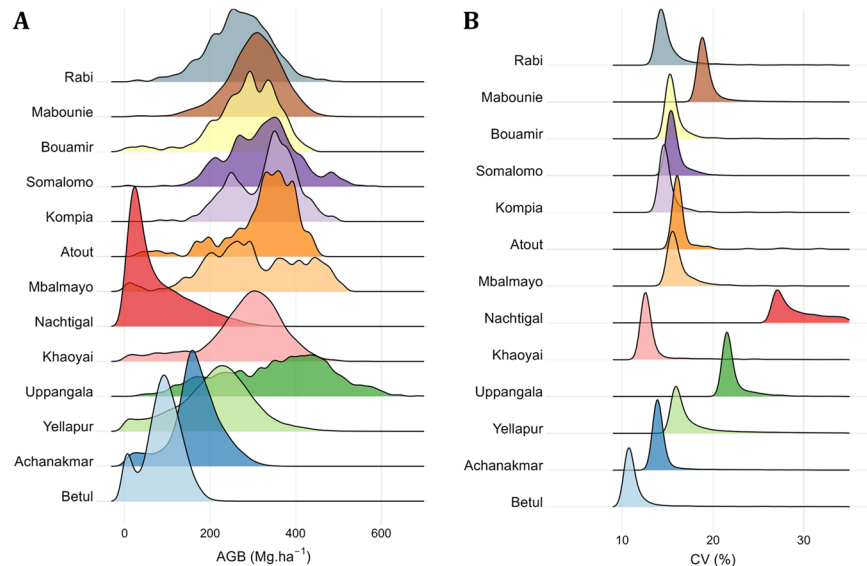 A
Rabi
Mabounie
Bouamir
Somalomo
Kompia
Atout
Mbalmayo
Nachtigal
Khaoyai
Uppangala
Yellapur
Achanakmar
Betul
0 200 400 600
AGB (Mg.ha⁻¹)
B
Rabi
Mabounie
Bouamir
Somalomo
Kompia
Atout
Mbalmayo
Nachtigal
Khaoyai
Uppangala
Yellapur
Achanakmar
Betul
10 20 30
CV (%)